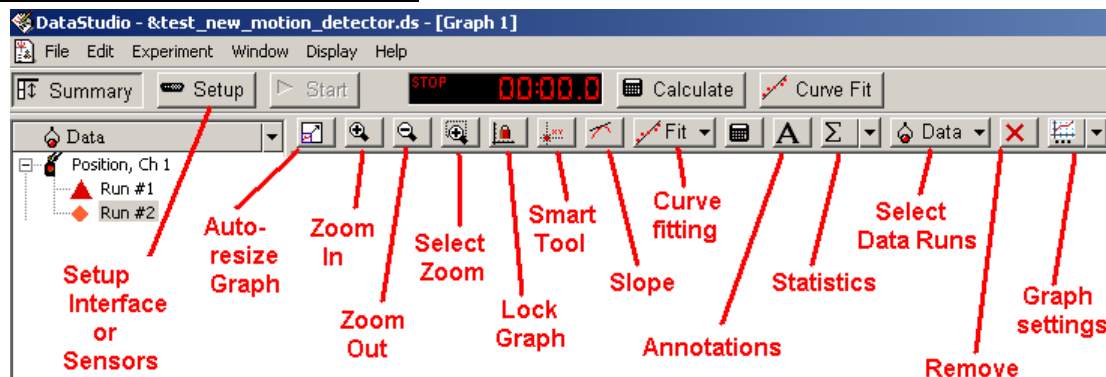 DataStudio - &test_new_motion_detector.ds - [Graph 1]
File Edit Experiment Window Display Help
Summary Setup Start STOP 00:00.0 Calculate Curve Fit
Data Fit A Σ Data
Position, Ch 1
Run #1
Run #2
Setup
Interface
or
Sensors
Auto-
resize
Graph
Zoom
In
Zoom
Out
Select
Zoom
Lock
Graph
Smart
Tool
Slope
Curve
fitting
Annotations
Statistics
Select
Data Runs
Remove
Graph
settings